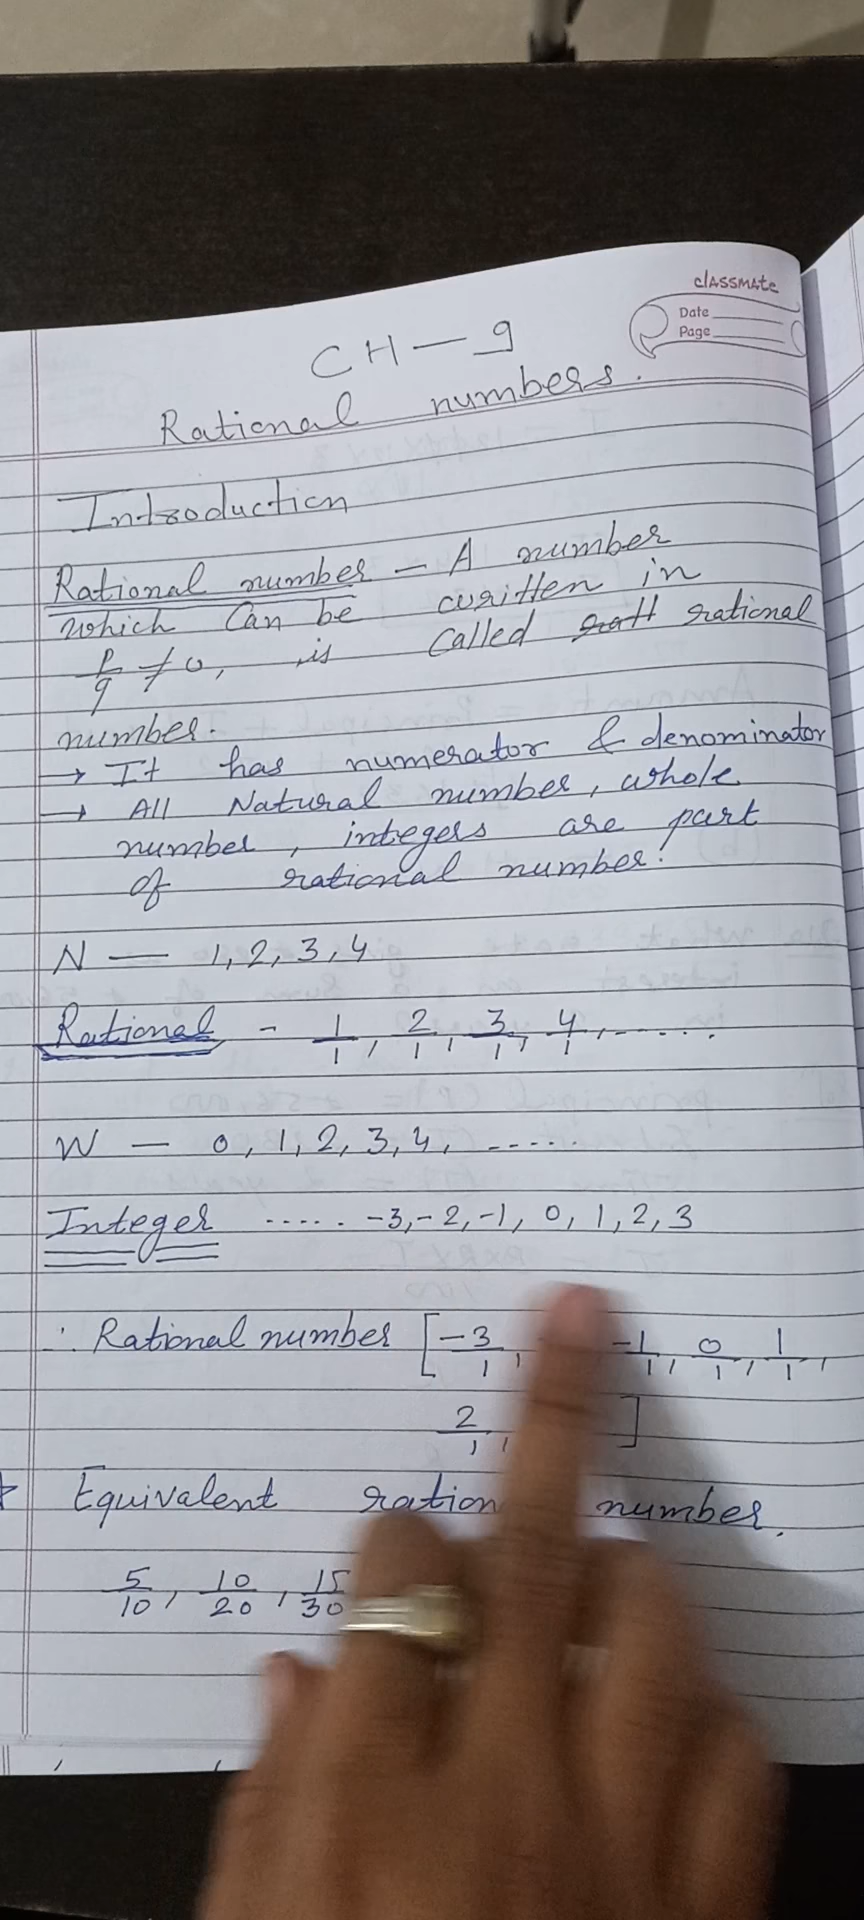 classmate
Date
Page
CH - 9
Rational numbers.
Introduction
Rational number - A number
which can be written in
p/q ≠ 0, is called rational
number.
→ It has numerator & denominator
→ All Natural number, whole
number, integers are part
of rational number.
N — 1, 2, 3, 4
Rational - 1/1, 2/1, 3/1, 4/1, ......
W — 0, 1, 2, 3, 4, .....
Integer ..... -3, -2, -1, 0, 1, 2, 3
∴ Rational number [-3/1, -1/1, 0/1, 1/1,
2/1, ]
Equivalent number.
5/10, 10/20, 15/30